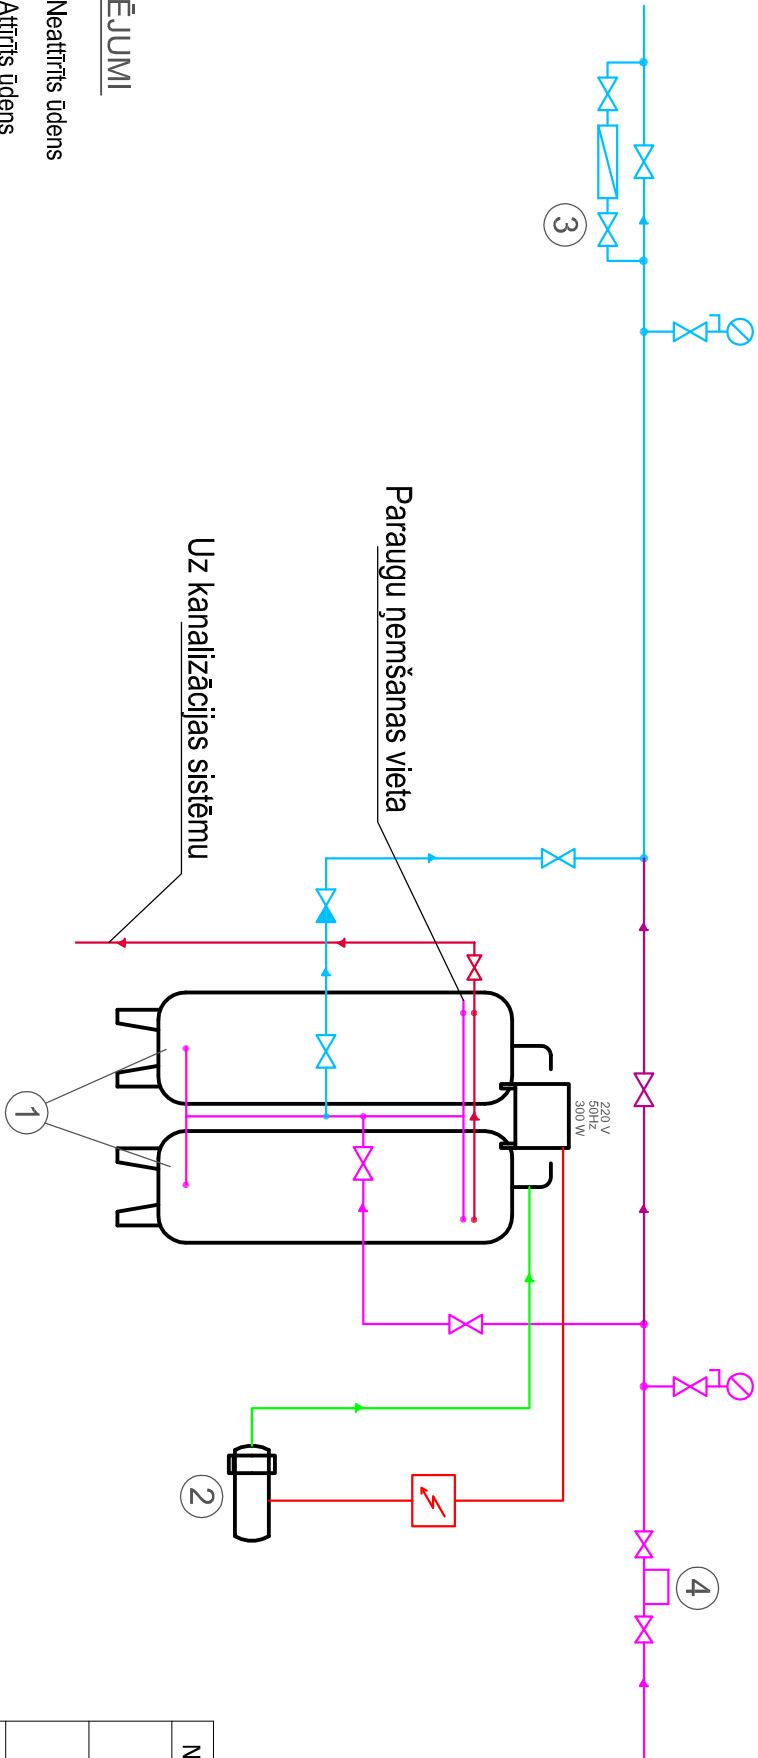 ĒJUMI
Neattīrīts ūdens
Attīrīts ūdens
3
Paraugu ņemšanas vieta
Uz kanalizācijas sistēmu
220 V
50Hz
300 W
1
2
4
N